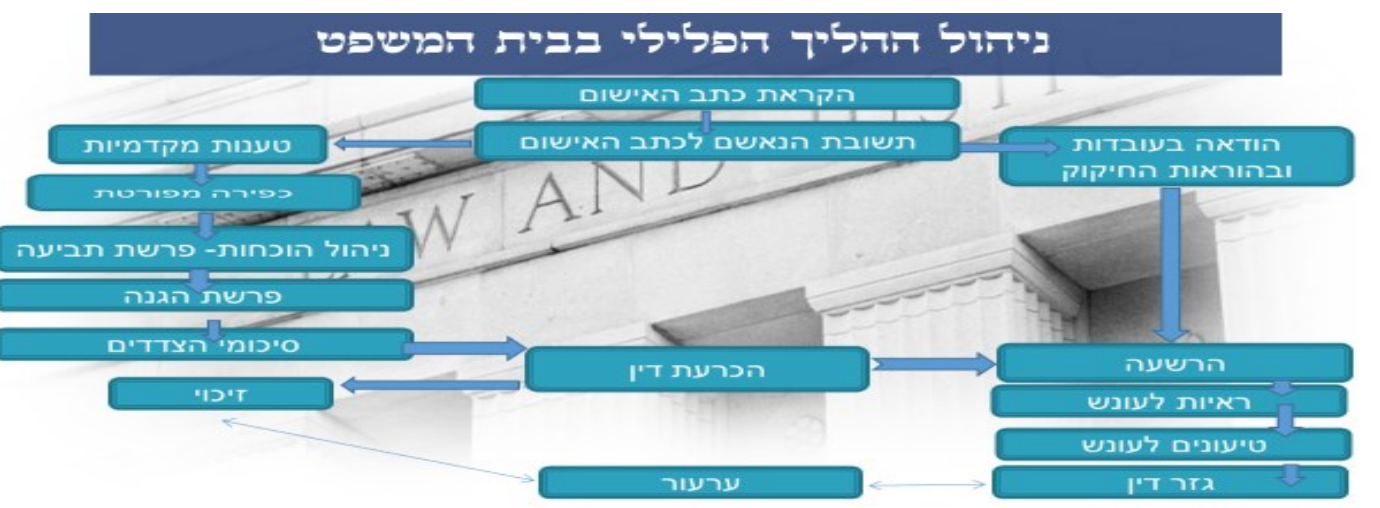 ניהול ההליך הפלילי בבית המשפט
הקראת כתב האישום
תשובת הנאשם לכתב האישום
הודאה בעובדות
ובהוראות החיקוק
טענות מקדמיות
כפירה מפורטת
ניהול הוכחות- פרשת תביעה
פרשת הגנה
סיכומי הצדדים
הכרעת דין
הרשעה
זיכוי
ראיות לעונש
טיעונים לעונש
גזר דין
ערעור
LAW AND